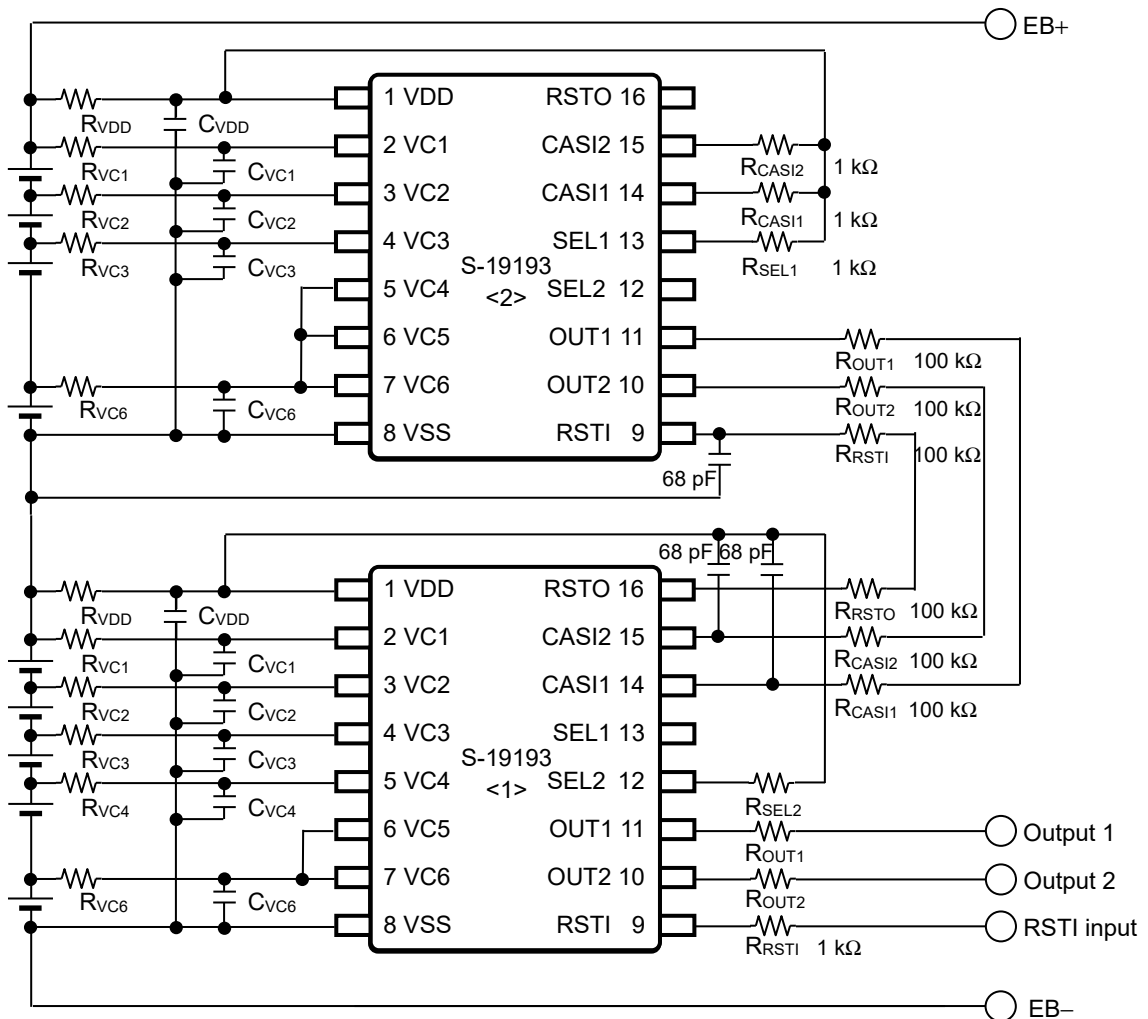 EB+
1 VDD RSTO 16
RVDD CVDD
2 VC1 CASI2 15
RVC1 CVC1 RCASI2 1 kΩ
3 VC2 CASI1 14
RVC2 CVC2 RCASI1 1 kΩ
4 VC3 SEL1 13
RVC3 CVC3 RSEL1 1 kΩ
S-19193
<2>
5 VC4 SEL2 12
6 VC5 OUT1 11
ROUT1 100 kΩ
7 VC6 OUT2 10
RVC6 CVC6 ROUT2 100 kΩ
8 VSS RSTI 9
RRSTI 100 kΩ
68 pF
68 pF 68 pF
1 VDD RSTO 16
RVDD CVDD RRSTO 100 kΩ
2 VC1 CASI2 15
RVC1 CVC1 RCASI2 100 kΩ
3 VC2 CASI1 14
RVC2 CVC2 RCASI1 100 kΩ
4 VC3 SEL1 13
RVC3 CVC3
S-19193
<1>
5 VC4 SEL2 12
RVC4 CVC4 RSEL2
6 VC5 OUT1 11 Output 1
ROUT1
7 VC6 OUT2 10 Output 2
RVC6 CVC6 ROUT2
8 VSS RSTI 9 RSTI input
RRSTI 1 kΩ
EB−